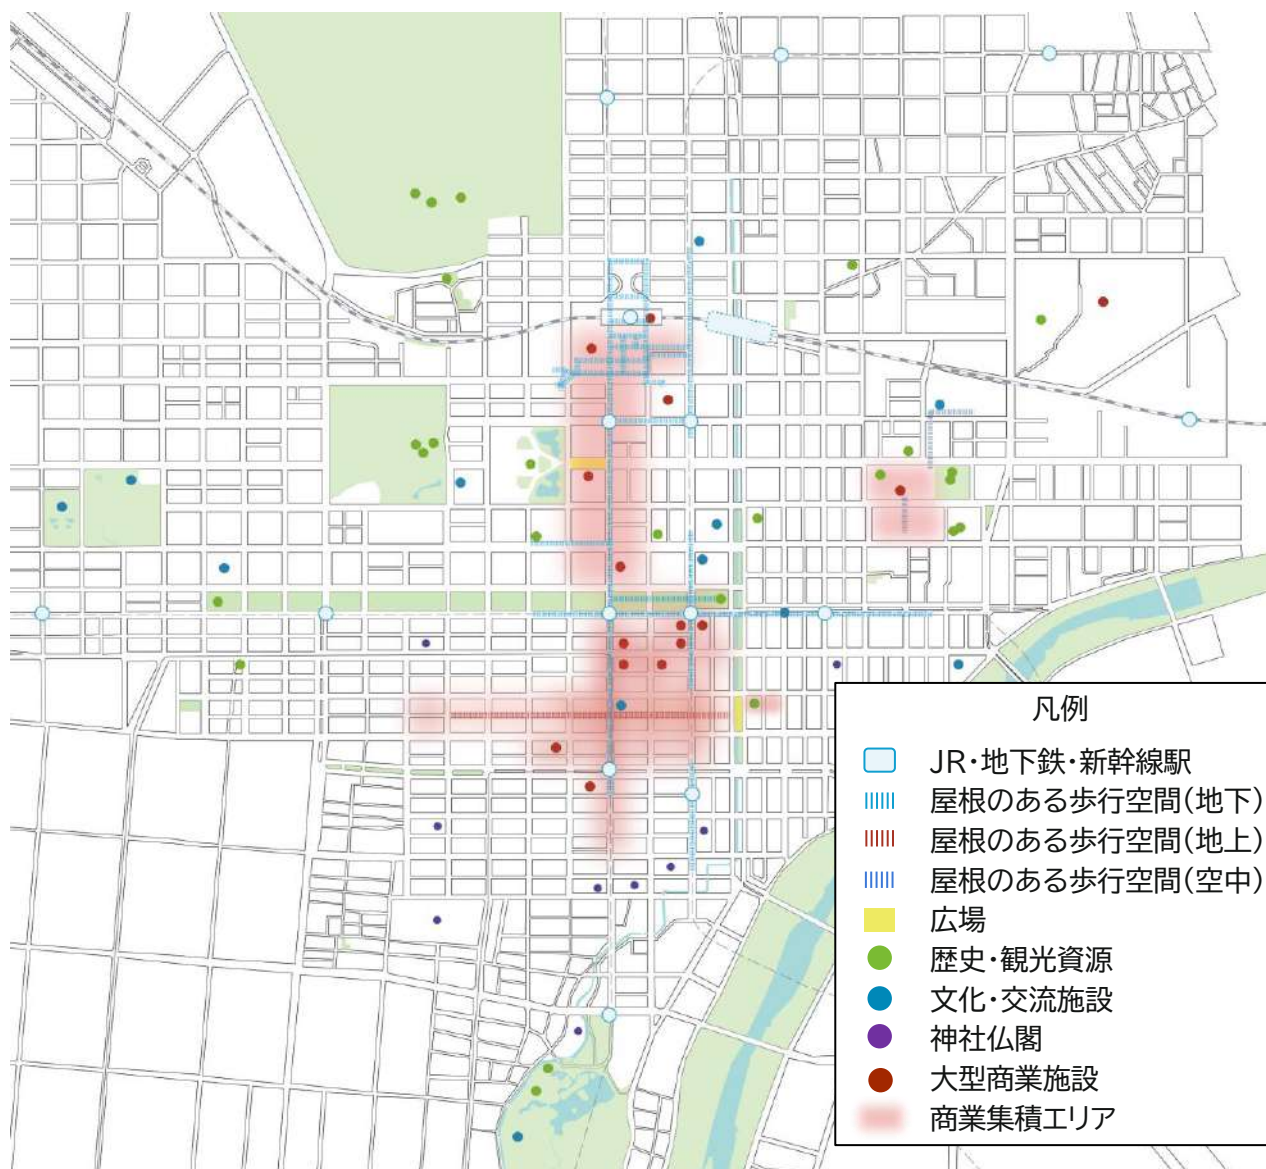 凡例
JR・地下鉄・新幹線駅
屋根のある歩行空間(地下)
屋根のある歩行空間(地上)
屋根のある歩行空間(空中)
広場
歴史・観光資源
文化・交流施設
神社仏閣
大型商業施設
商業集積エリア